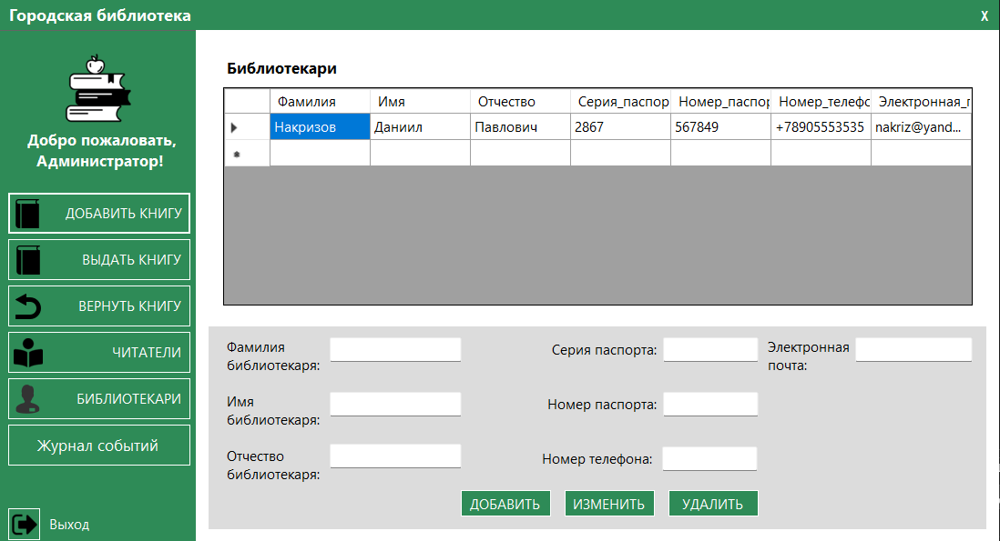 Городская библиотека
X
Добро пожаловать,
Администратор!
ДОБАВИТЬ КНИГУ
ВЫДАТЬ КНИГУ
ВЕРНУТЬ КНИГУ
ЧИТАТЕЛИ
БИБЛИОТЕКАРИ
Журнал событий
Выход
Библиотекари
Фамилия Имя Отчество Серия_паспор Номер_паспор Номер_телефо Электронная_п
Накризов Даниил Павлович 2867 567849 +78905553535 nakriz@yand...
Фамилия
библиотекаря:
Серия паспорта:
Электронная
почта:
Имя
библиотекаря:
Номер паспорта:
Отчество
библиотекаря:
Номер телефона:
ДОБАВИТЬ ИЗМЕНИТЬ УДАЛИТЬ